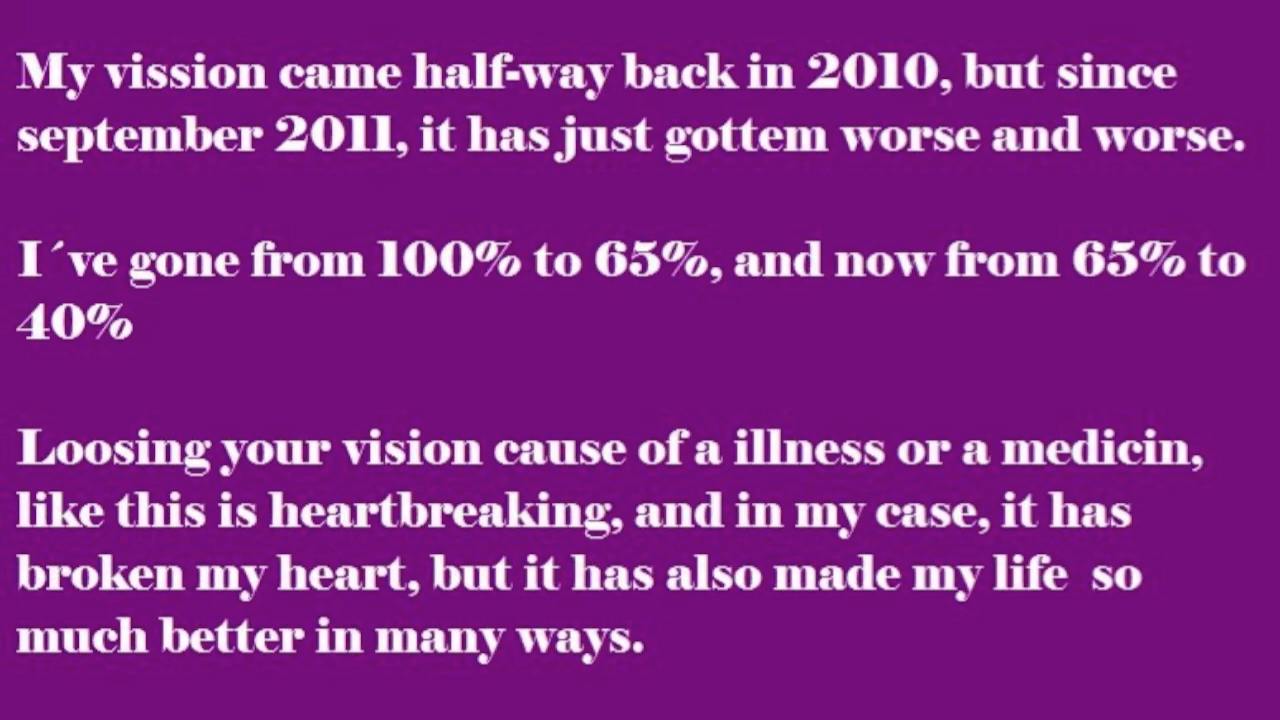 My vission came half-way back in 2010, but since
september 2011, it has just gottem worse and worse.
I´ve gone from 100% to 65%, and now from 65% to
40%
Loosing your vision cause of a illness or a medicin,
like this is heartbreaking, and in my case, it has
broken my heart, but it has also made my life  so
much better in many ways.